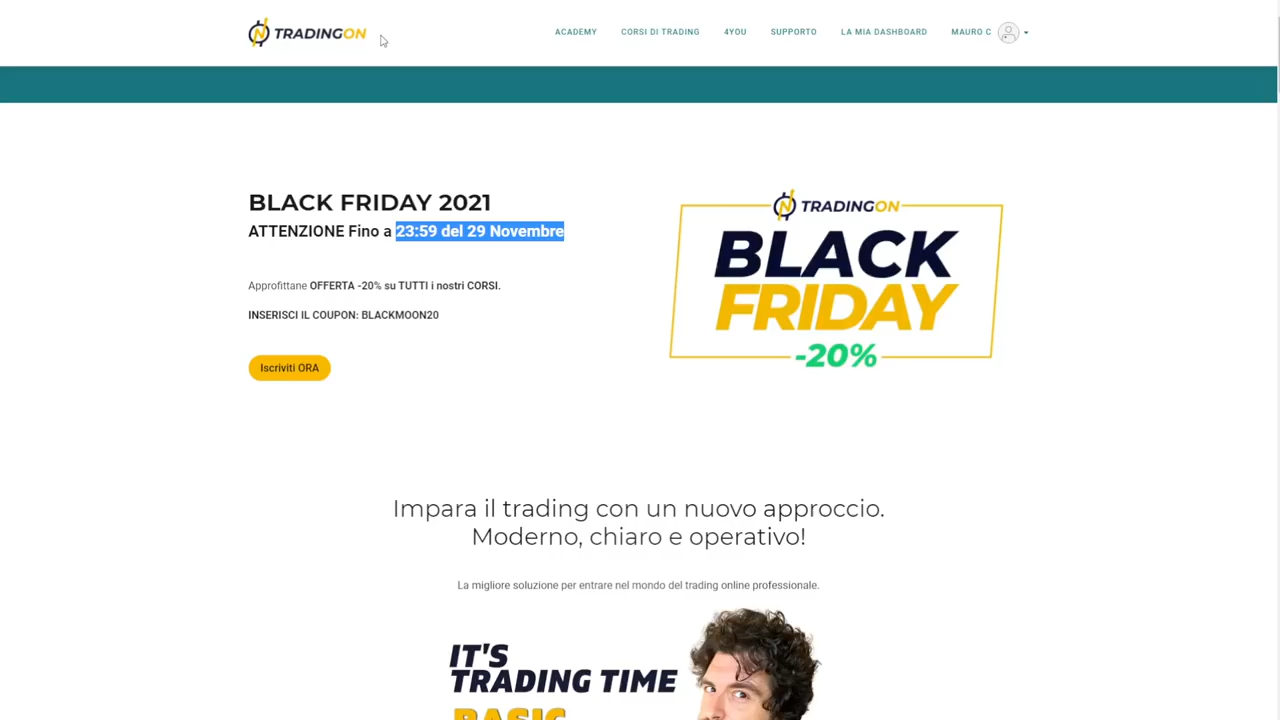 TRADINGON
ACADEMY CORSI DI TRADING 4YOU SUPPORTO LA MIA DASHBOARD MAURO C
BLACK FRIDAY 2021
ATTENZIONE Fino a 23:59 del 29 Novembre
Approfittane OFFERTA -20% su TUTTI i nostri CORSI.
INSERISCI IL COUPON: BLACKMOON20
Iscriviti ORA
TRADINGON
BLACK
FRIDAY
-20%
Impara il trading con un nuovo approccio.
Moderno, chiaro e operativo!
La migliore soluzione per entrare nel mondo del trading online professionale.
IT'S
TRADING TIME
BASIC